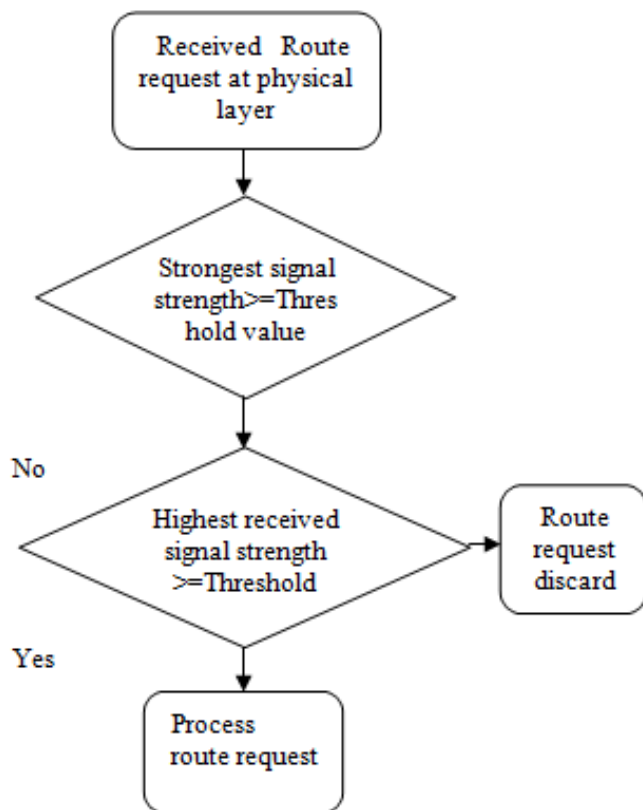 Received Route
request at physical
layer
Strongest signal
strength>=Thres
hold value
No
Highest received
signal strength
>=Threshold
Route
request
discard
Yes
Process
route request